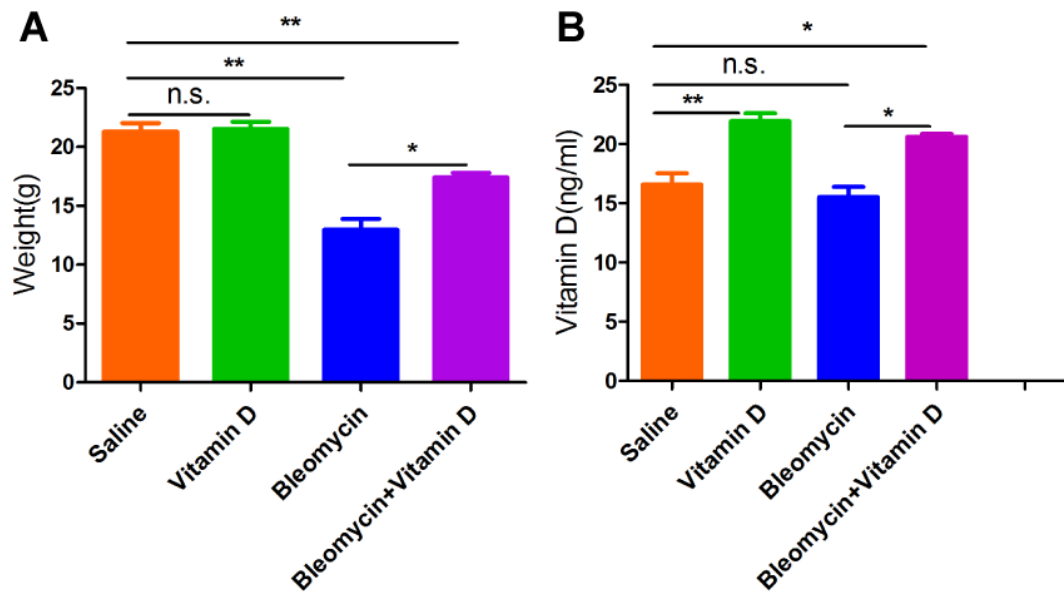 A
**
**
n.s.
*
Weight(g)
25
20
15
10
5
0
Saline
Vitamin D
Bleomycin
Bleomycin+Vitamin D
B
*
n.s.
**
*
Vitamin D(ng/ml)
25
20
15
10
5
0
Saline
Vitamin D
Bleomycin
Bleomycin+Vitamin D